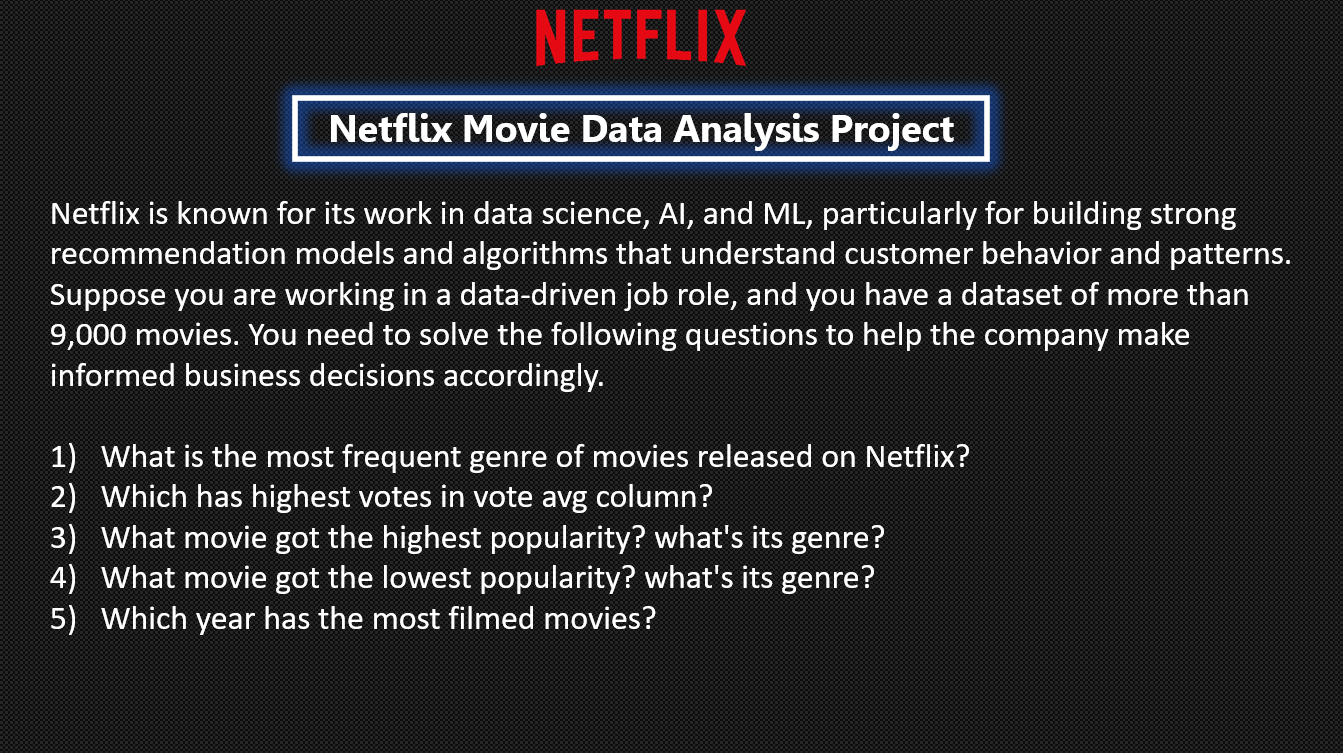 NETFLIX
Netflix Movie Data Analysis Project
Netflix is known for its work in data science, AI, and ML, particularly for building strong
recommendation models and algorithms that understand customer behavior and patterns.
Suppose you are working in a data-driven job role, and you have a dataset of more than
9,000 movies. You need to solve the following questions to help the company make
informed business decisions accordingly.
1) What is the most frequent genre of movies released on Netflix?
2) Which has highest votes in vote avg column?
3) What movie got the highest popularity? what's its genre?
4) What movie got the lowest popularity? what's its genre?
5) Which year has the most filmed movies?